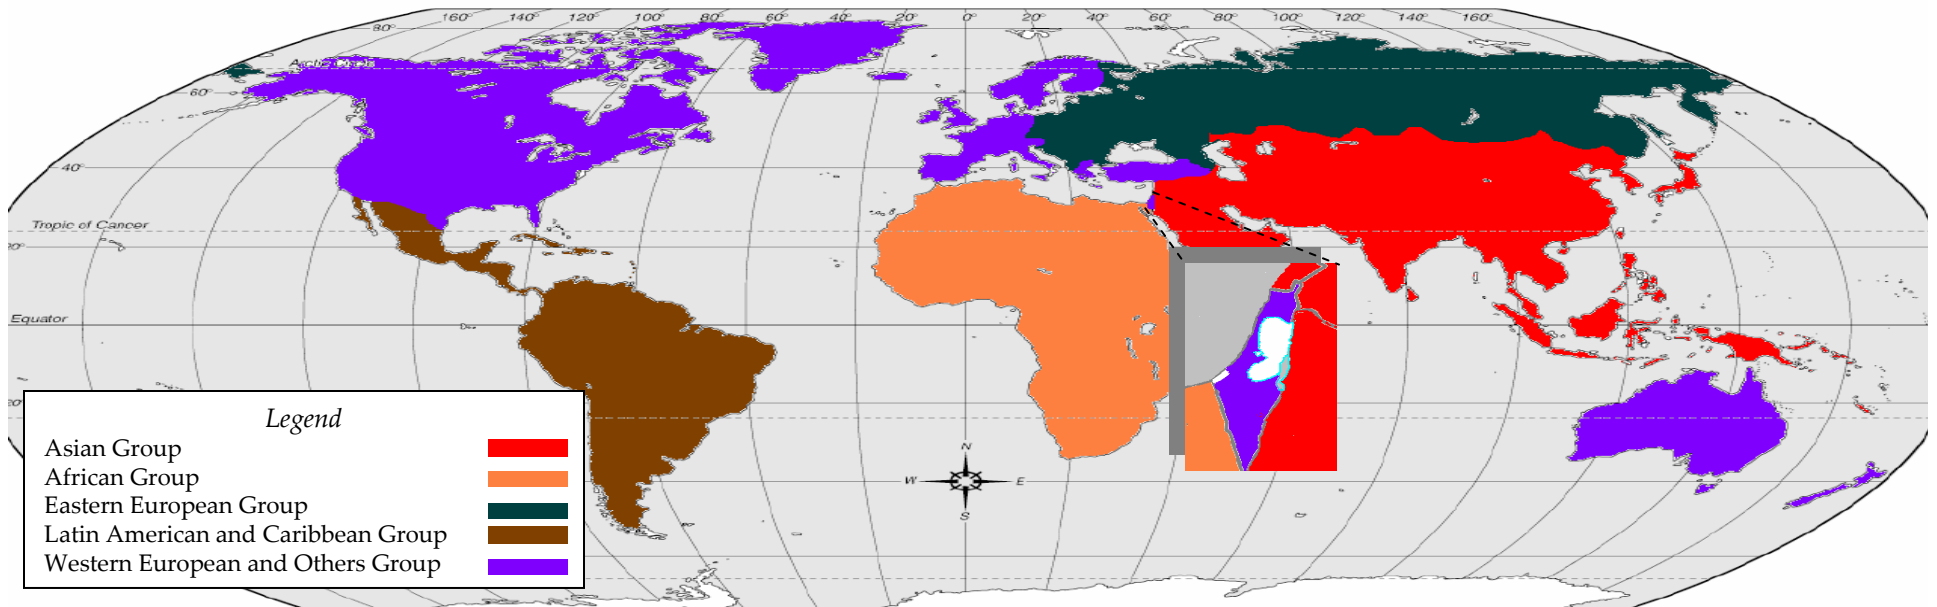 160° 140° 120° 100° 80° 60° 40° 20° 0° 20° 40° 60° 80° 100° 120° 140° 160°
80°
60°
40°
Tropic of Cancer
20°
Equator
20°
Legend
Asian Group
African Group
Eastern European Group
Latin American and Caribbean Group
Western European and Others Group
N
W E
S